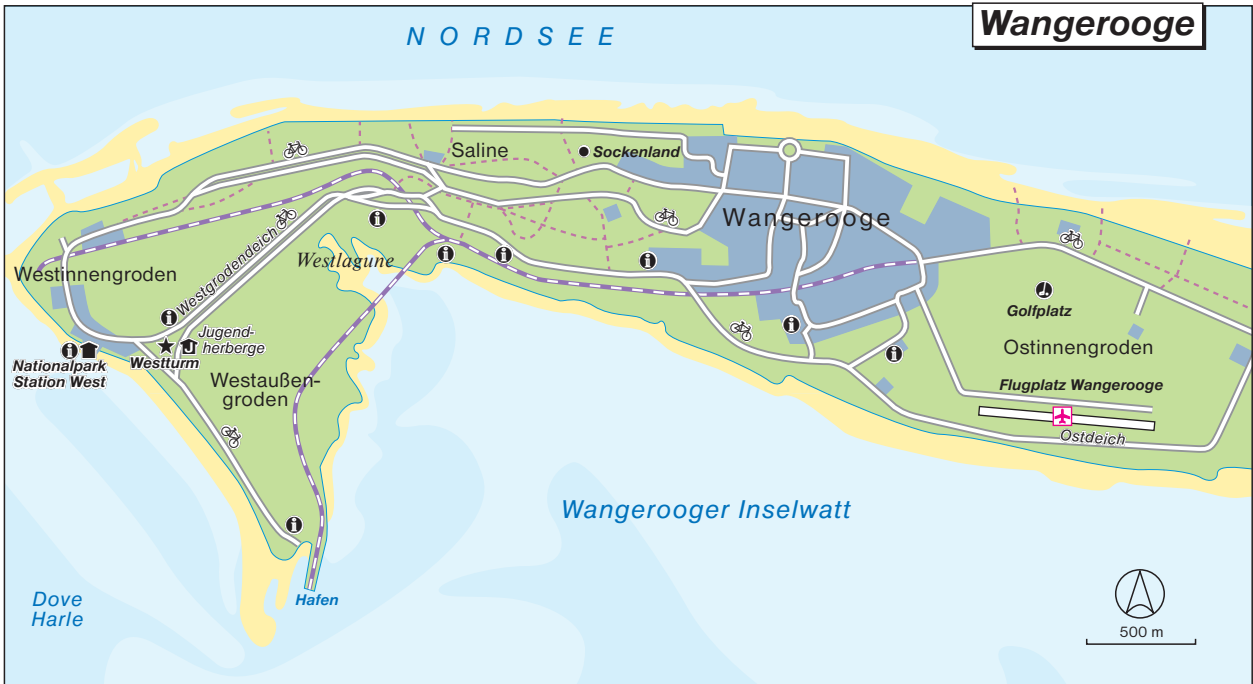 Wangerooge
NORDSEE
Saline
Sockenland
Wangerooge
Westlagune
Westinnengroden
Westgrodendeich
Jugend-
herberge
Westturm
Nationalpark
Station West
Westaußen-
groden
Golfplatz
Ostinnengroden
Flugplatz Wangerooge
Ostdeich
Wangerooger Inselwatt
Hafen
Dove
Harle
500 m